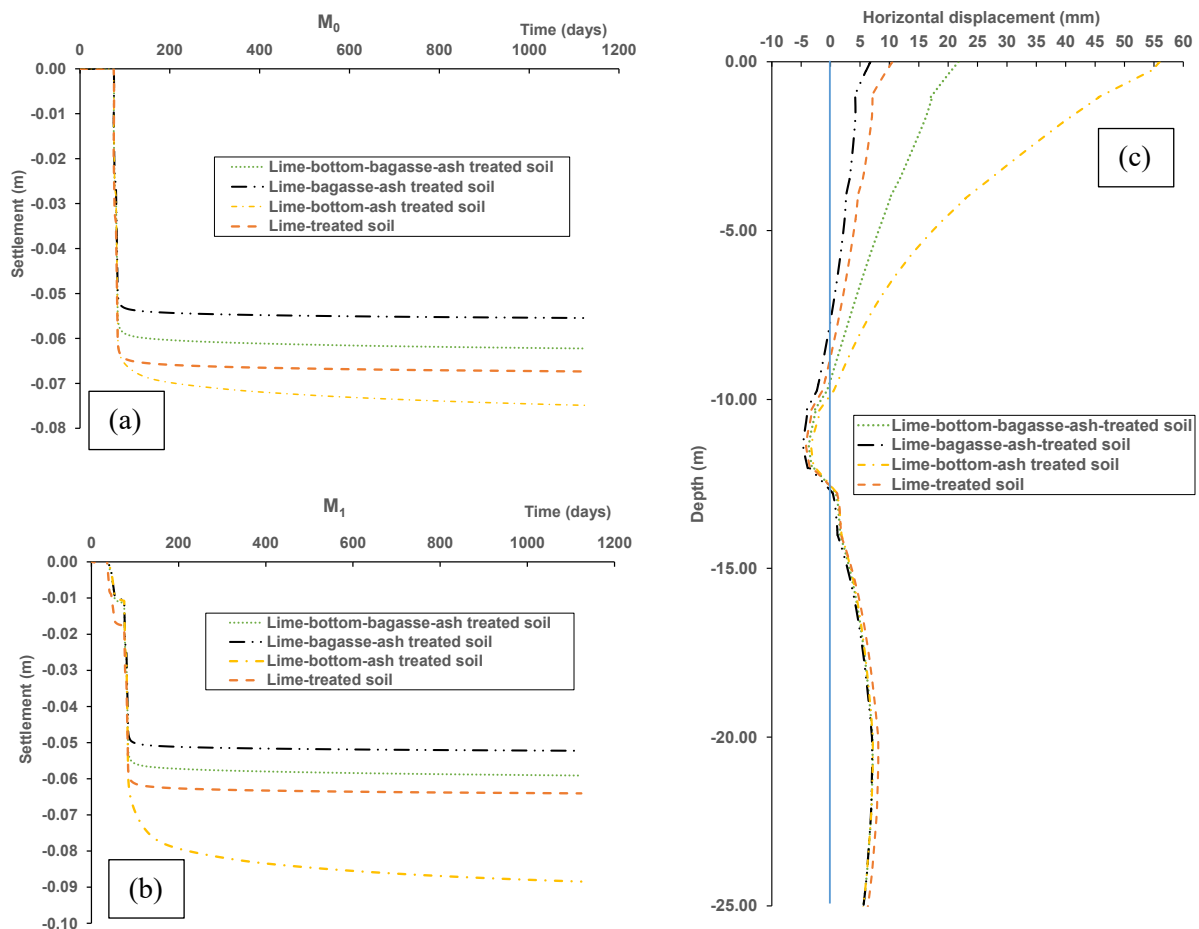 M0
Time (days)
0 200 400 600 800 1000 1200
0.00
-0.01
-0.02
-0.03
-0.04
-0.05
-0.06
-0.07
-0.08
Settlement (m)
Lime-bottom-bagasse-ash treated soil
Lime-bagasse-ash treated soil
Lime-bottom-ash treated soil
Lime-treated soil
(a)
M1
Time (days)
0 200 400 600 800 1000 1200
0.00
-0.01
-0.02
-0.03
-0.04
-0.05
-0.06
-0.07
-0.08
-0.09
-0.10
Settlement (m)
Lime-bottom-bagasse-ash treated soil
Lime-bagasse-ash treated soil
Lime-bottom-ash treated soil
Lime-treated soil
(b)
Horizontal displacement (mm)
-10 -5 0 5 10 15 20 25 30 35 40 45 50 55 60
0.00
-5.00
-10.00
-15.00
-20.00
-25.00
Depth (m)
(c)
Lime-bottom-bagasse-ash-treated soil
Lime-bagasse-ash-treated soil
Lime-bottom-ash treated soil
Lime-treated soil